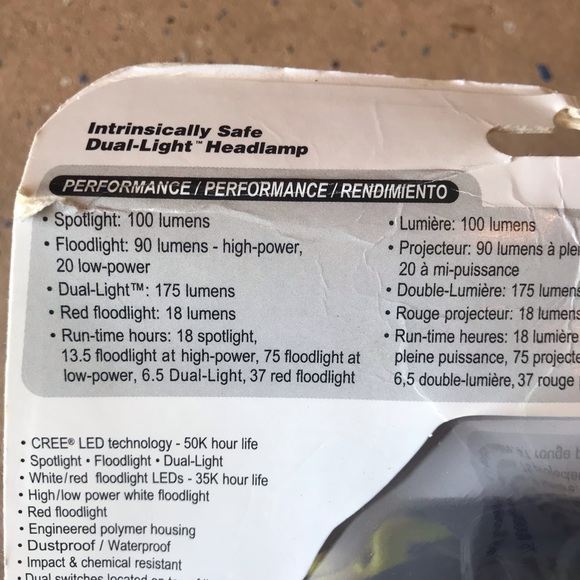 Intrinsically Safe
Dual-Light™ Headlamp
PERFORMANCE / PERFORMANCE / RENDIMIENTO
• Spotlight: 100 lumens
• Floodlight: 90 lumens - high-power,
20 low-power
• Dual-Light™: 175 lumens
• Red floodlight: 18 lumens
• Run-time hours: 18 spotlight,
13.5 floodlight at high-power, 75 floodlight at
low-power, 6.5 Dual-Light, 37 red floodlight
• Lumière: 100 lumens
• Projecteur: 90 lumens à
20 à mi-puissance
• Double-Lumière: 175 lumens
• Rouge projecteur: 18 lumens
• Run-time heures: 18 lumière
pleine puissance, 75
6,5 double-lumière, 37 rouge
• CREE® LED technology - 50K hour life
• Spotlight • Floodlight • Dual-Light
• White/red floodlight LEDs - 35K hour life
• High/low power white floodlight
• Red floodlight
• Engineered polymer housing
• Dustproof / Waterproof
• Impact & chemical resistant
• Dual switches located on